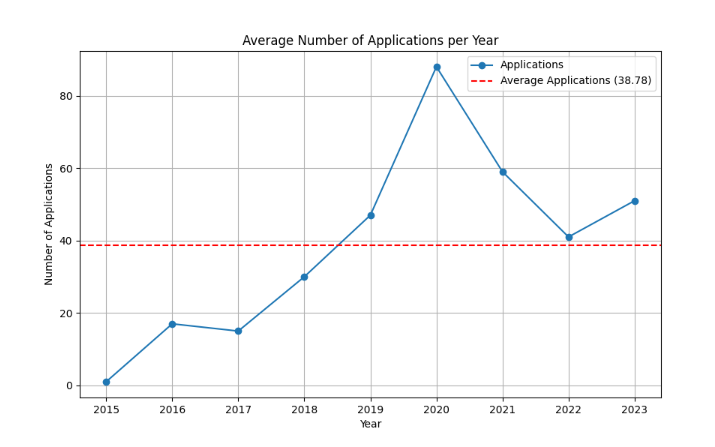 Average Number of Applications per Year
Applications
Average Applications (38.78)
80
60
40
20
0
Number of Applications
2015 2016 2017 2018 2019 2020 2021 2022 2023
Year